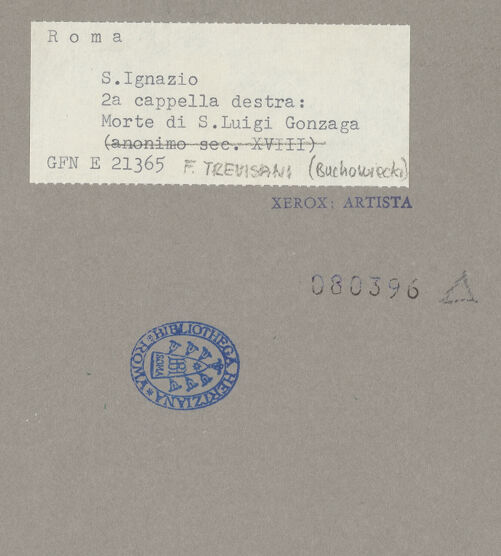 Roma
S.Ignazio
2a cappella destra:
Morte di S.Luigi Gonzaga
(anonimo sec. XVIII)
GFN E 21365 F. TREVISANI (Buchowiecki)
XEROX: ARTISTA
080396
BIBLIOTHECA HERTZIANA ROMA